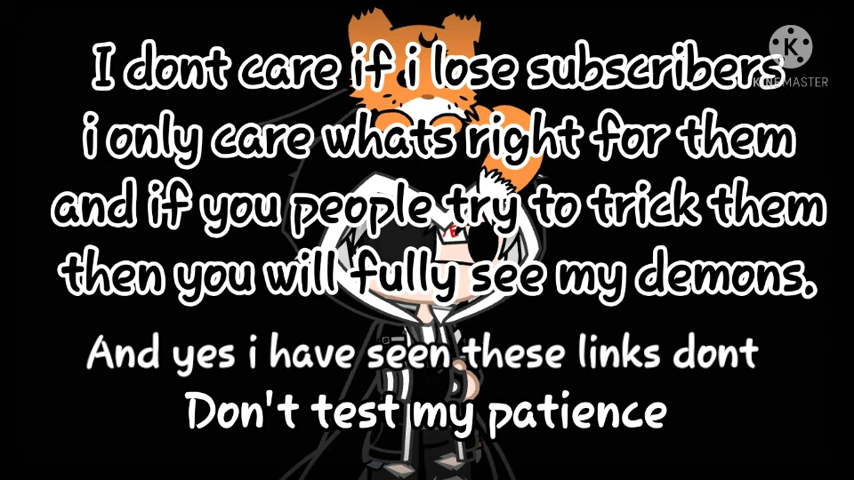 I dont care if i lose subscribers
i only care whats right for them
and if you people try to trick them
then you will fully see my demons.
And yes i have seen these links dont
Don't test my patience
K
KINEMASTER